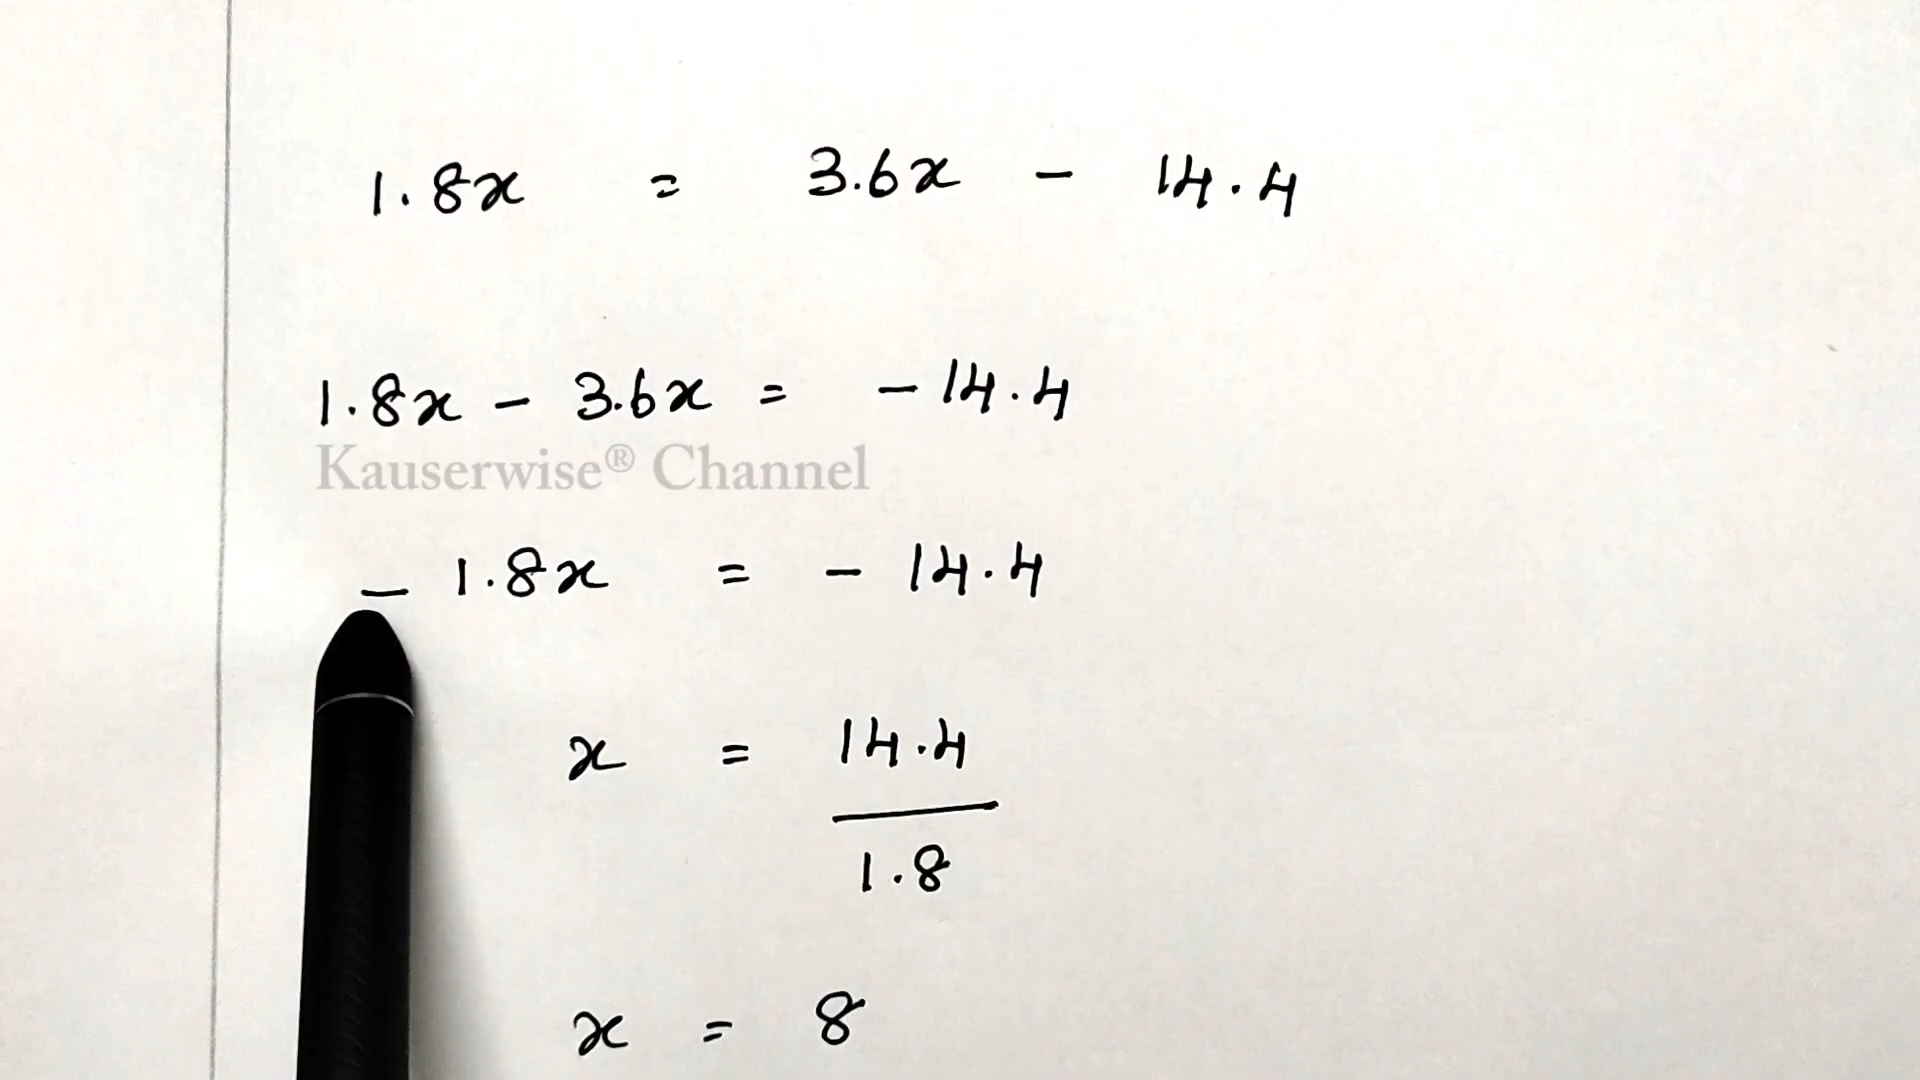 1.8x = 3.6x - 14.4
1.8x - 3.6x = - 14.4
Kauserwise® Channel
- 1.8x = - 14.4
x = 14.4
1.8
x = 8